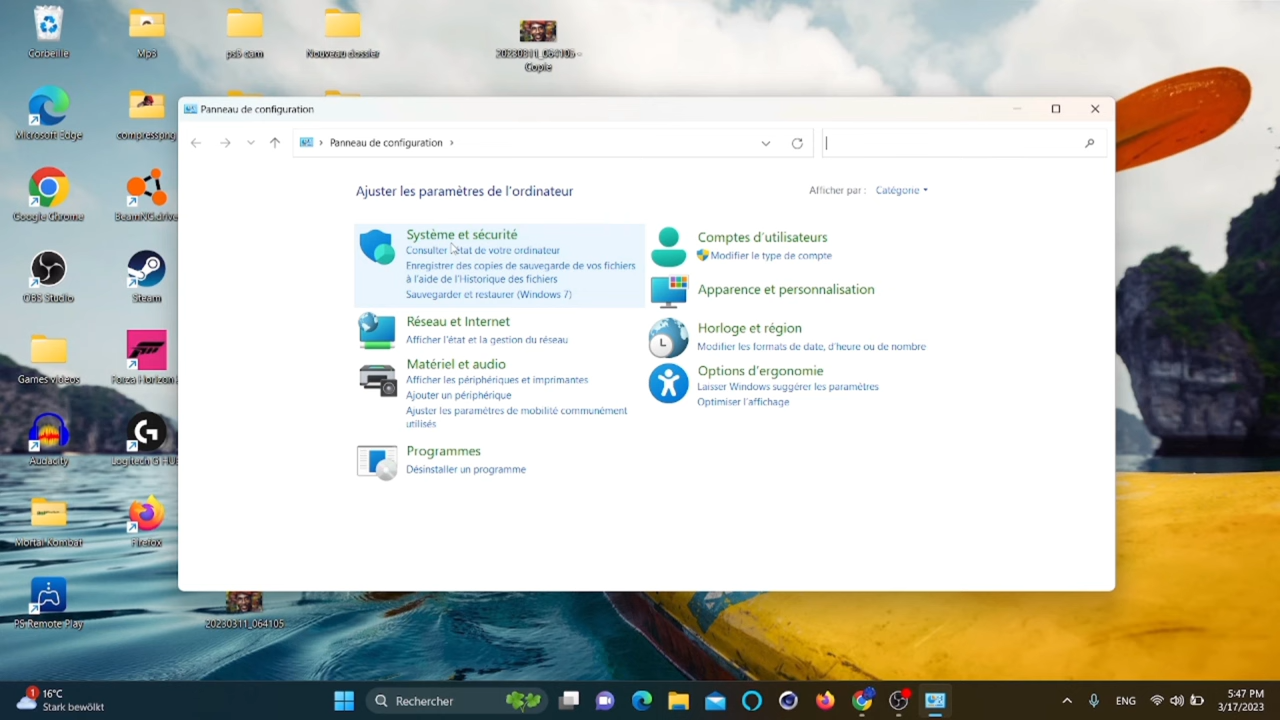 Corbeille
Mp3
ps5 cam
Nouveau dossier
20230311_064105 -
Copie
Microsoft Edge
compresspng
Google Chrome
BeamNG.drive
OBS Studio
Steam
Games videos
Forza Horizon
Audacity
Logitech G HUB
Mortal Kombat
Firefox
PS Remote Play
20230311_064105
Panneau de configuration
Panneau de configuration
Ajuster les paramètres de l'ordinateur
Afficher par :
Catégorie
Système et sécurité
Consulter l'état de votre ordinateur
Enregistrer des copies de sauvegarde de vos fichiers
à l'aide de l'Historique des fichiers
Sauvegarder et restaurer (Windows 7)
Réseau et Internet
Afficher l'état et la gestion du réseau
Matériel et audio
Afficher les périphériques et imprimantes
Ajouter un périphérique
Ajuster les paramètres de mobilité communément
utilisés
Programmes
Désinstaller un programme
Comptes d'utilisateurs
Modifier le type de compte
Apparence et personnalisation
Horloge et région
Modifier les formats de date, d'heure ou de nombre
Options d'ergonomie
Laisser Windows suggérer les paramètres
Optimiser l'affichage
1
16°C
Stark bewölkt
Rechercher
ENG
5:47 PM
3/17/2023